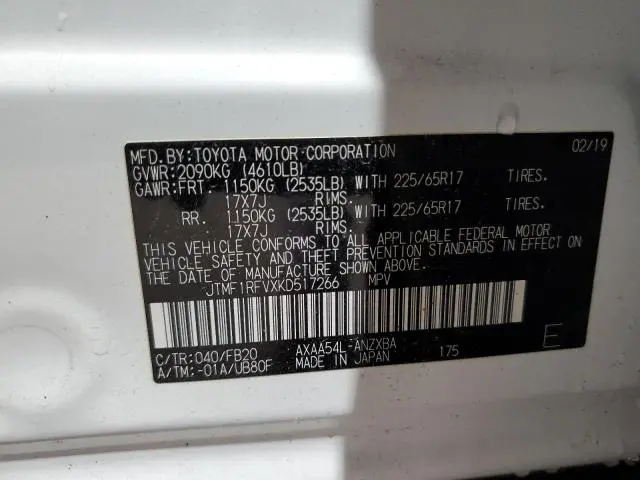 MFD.BY:TOYOTA MOTOR CORPORATION 02/19
GVWR:2090KG (4610LB)
GAWR:FRT- 1150KG (2535LB) WITH 225/65R17 TIRES.
17X7J RIMS.
RR. 1150KG (2535LB) WITH 225/65R17 TIRES.
17X7J RIMS.
THIS VEHICLE CONFORMS TO ALL APPLICABLE FEDERAL MOTOR
VEHICLE SAFETY AND THEFT PREVENTION STANDARDS IN EFFECT ON
THE DATE OF MANUFACTURE SHOWN ABOVE.
JTMF1RFVXKD517266 MPV
C/TR:040/FB20 AXAA54L-ANZXBA 175 E
A/TM:-01A/UB80F MADE IN JAPAN